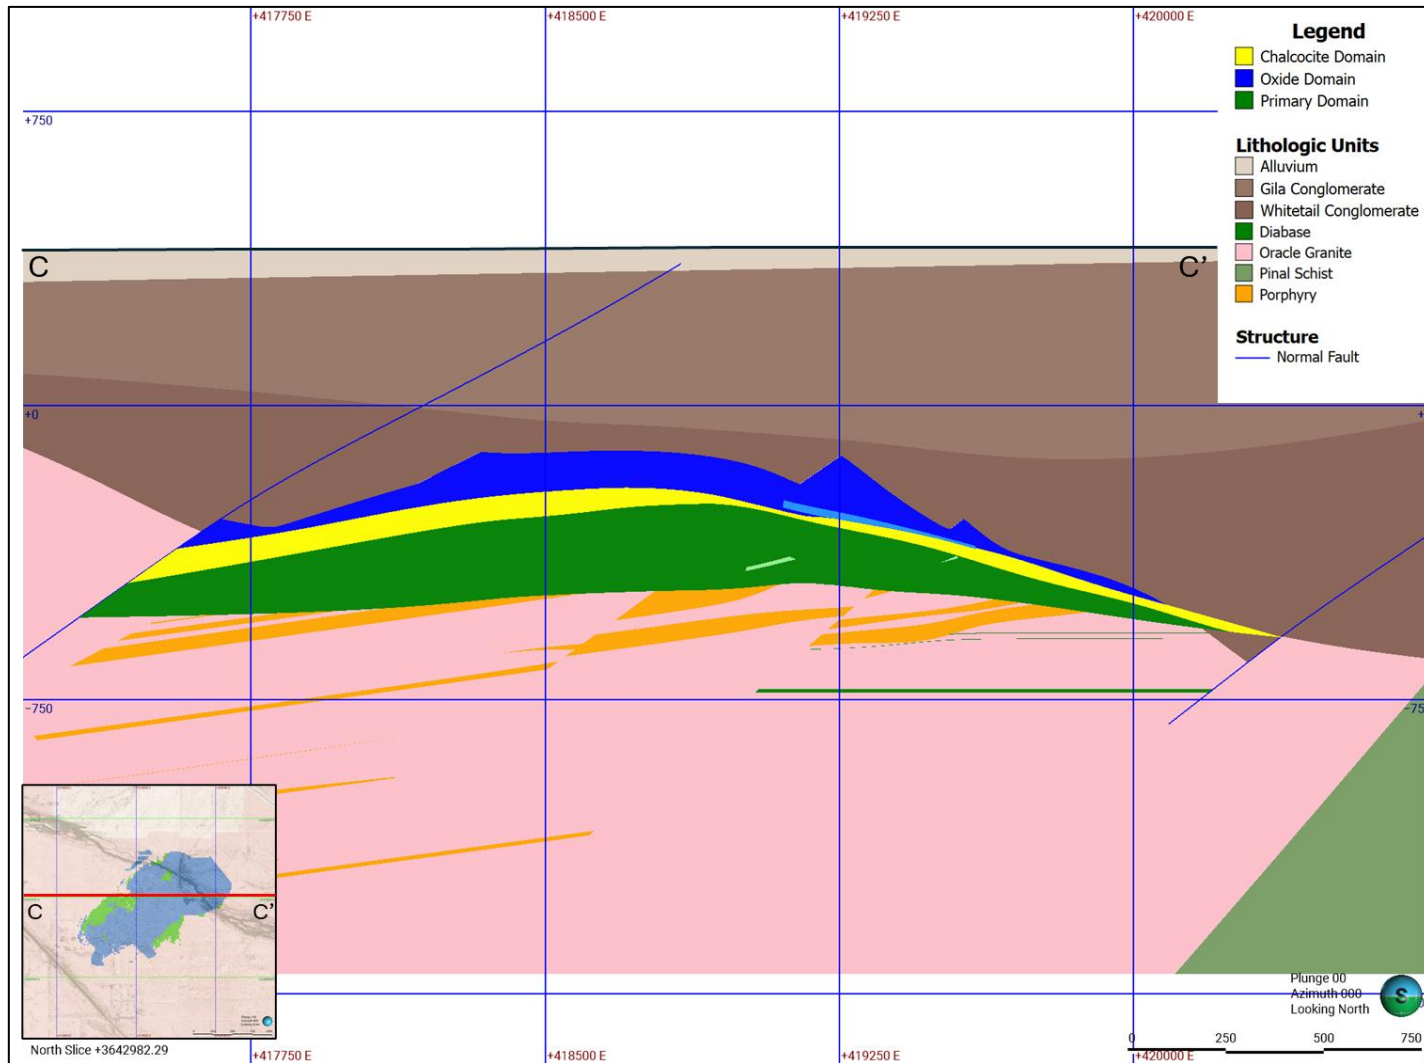 +417750 E
+418500 E
+419250 E
+420000 E
Legend
Chalcocite Domain
Oxide Domain
Primary Domain
+750
Lithologic Units
Alluvium
Gila Conglomerate
Whitetail Conglomerate
Diabase
Oracle Granite
Pinal Schist
Porphyry
C
C'
Structure
Normal Fault
+0
+
-750
-75
C
C'
Plunge 00
Azimuth 000
Looking North
S
0
250
500
750
North Slice +3642982.29
+417750 E
+418500 E
+419250 E
+420000 E